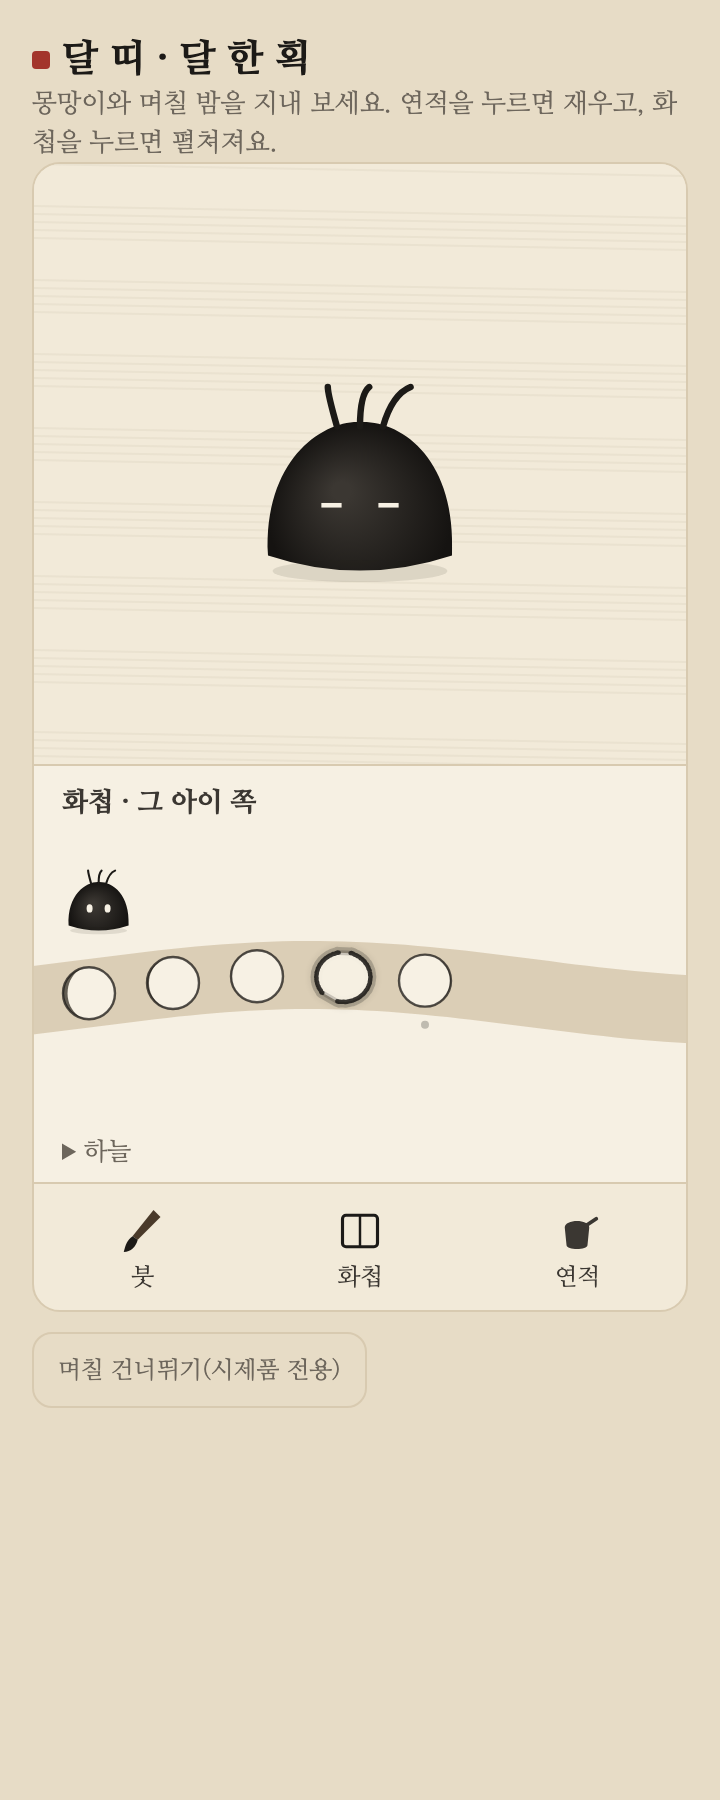 달 띠 · 달 한 획
몽망이와 며칠 밤을 지내 보세요. 연적을 누르면 재우고, 화
첩을 누르면 펼쳐져요.
화첩 · 그 아이 쪽
▶ 하늘
붓
화첩
연적
며칠 건너뛰기(시제품 전용)